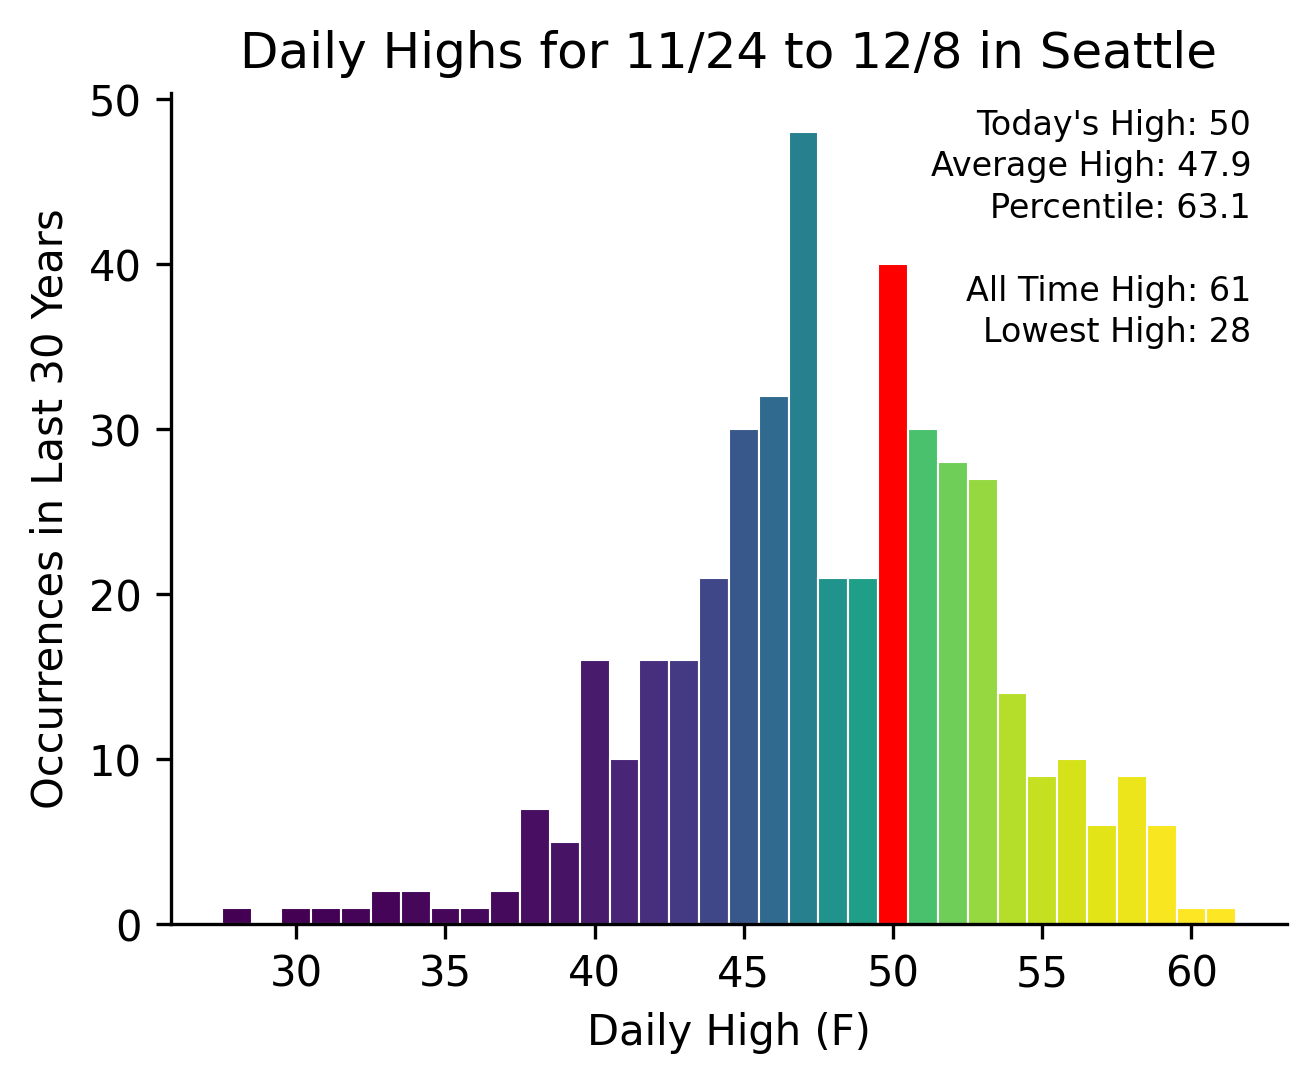 Daily Highs for 11/24 to 12/8 in Seattle
Today's High: 50
Average High: 47.9
Percentile: 63.1
All Time High: 61
Lowest High: 28
Occurrences in Last 30 Years
50
40
30
20
10
0
30 35 40 45 50 55 60
Daily High (F)